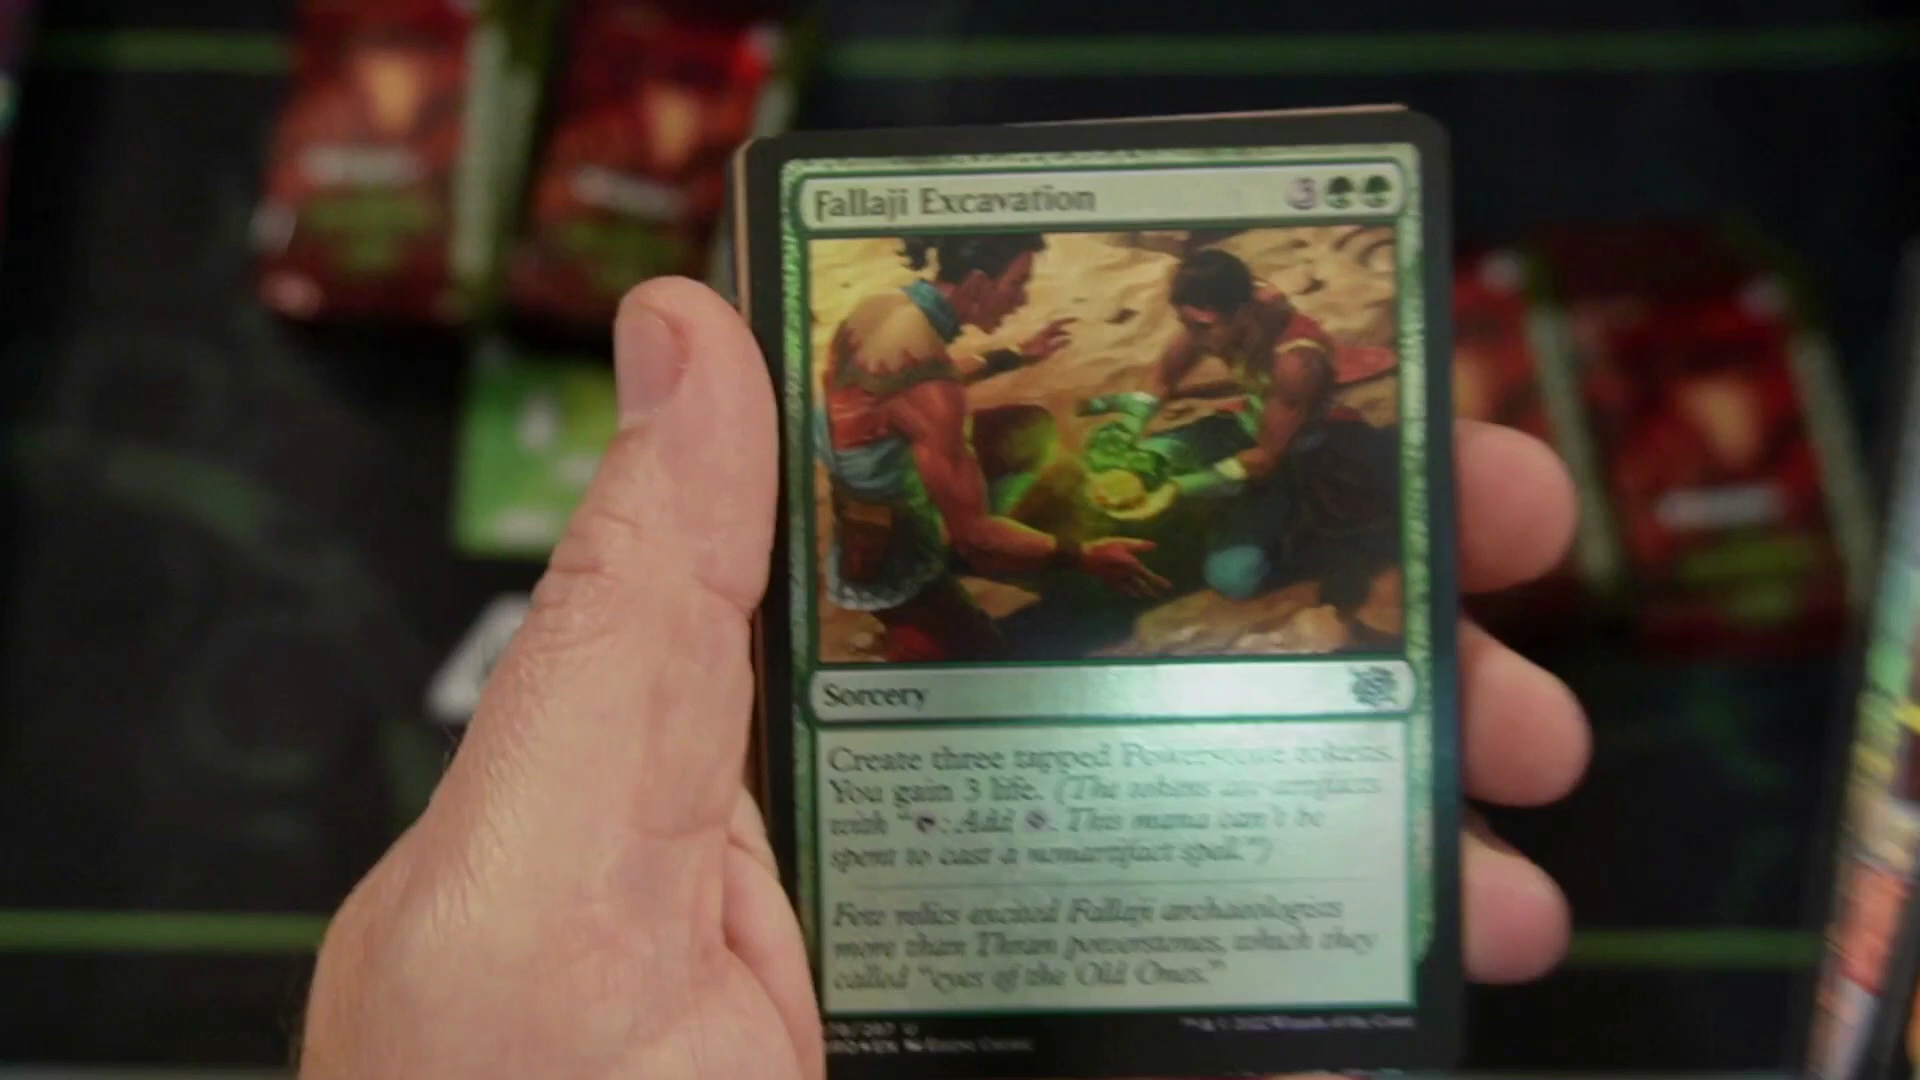 Fallaji Excavation 3
Sorcery
Create three tapped Powerstone tokens.
You gain 3 life. (The tokens are artifacts
with “: Add . This mana can't be
spent to cast a nonartifact spell.”)
Few relics excited Fallaji archaeologists
more than Thran powerstones, which they
called “eyes of the Old Ones.”